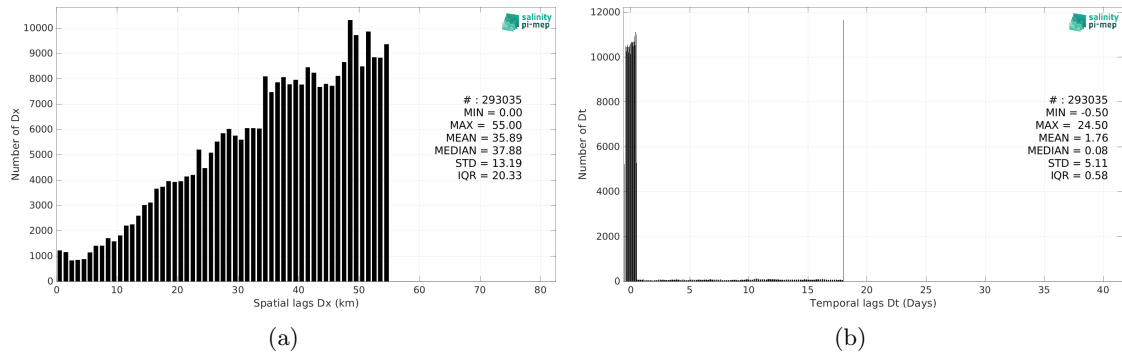 salinity
pi-mep
10000
9000
8000
7000
6000
5000
4000
3000
2000
1000
0
Number of Dx
# : 293035
MIN = 0.00
MAX = 55.00
MEAN = 35.89
MEDIAN = 37.88
STD = 13.19
IQR = 20.33
0 10 20 30 40 50 60 70 80
Spatial lags Dx (km)
(a)
salinity
pi-mep
12000
10000
8000
6000
4000
2000
0
Number of Dt
# : 293035
MIN = -0.50
MAX = 24.50
MEAN = 1.76
MEDIAN = 0.08
STD = 5.11
IQR = 0.58
0 5 10 15 20 25 30 35 40
Temporal lags Dt (Days)
(b)